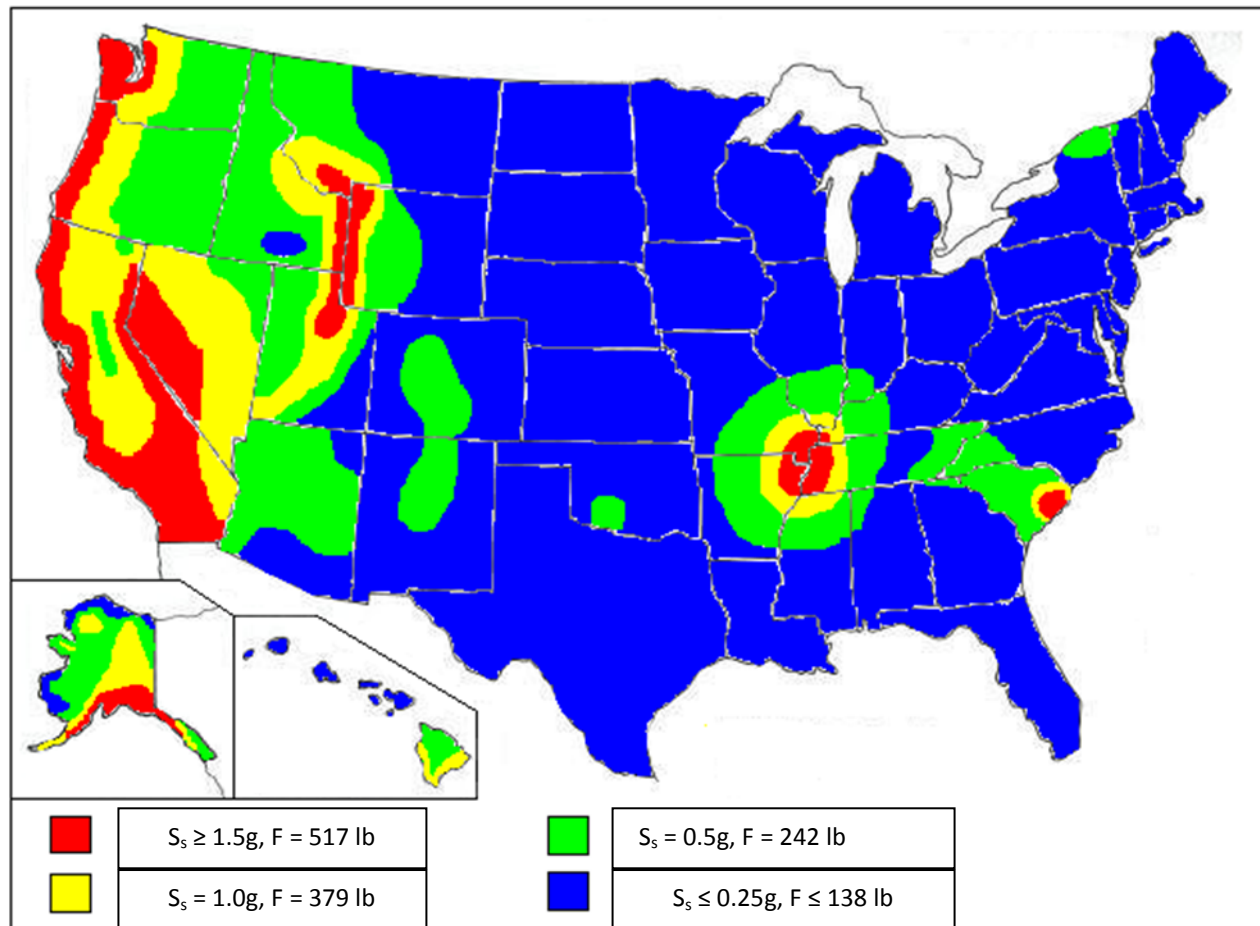 Sₛ ≥ 1.5g, F = 517 lb
Sₛ = 0.5g, F = 242 lb
Sₛ = 1.0g, F = 379 lb
Sₛ ≤ 0.25g, F ≤ 138 lb